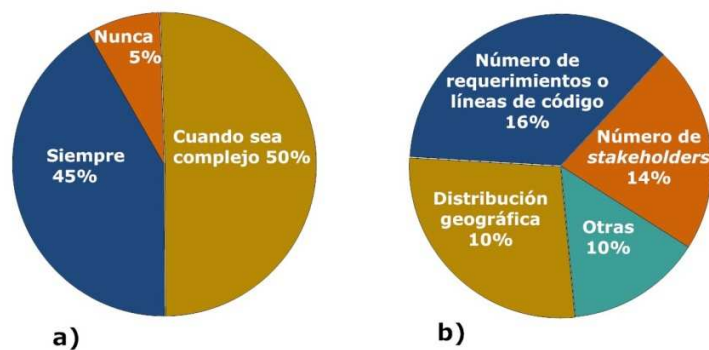 Nunca
5%
Siempre
45%
Cuando sea
complejo 50%
a)
Número de
requerimientos o
líneas de código
16%
Número de
stakeholders
14%
Distribución
geográfica
10%
Otras
10%
b)